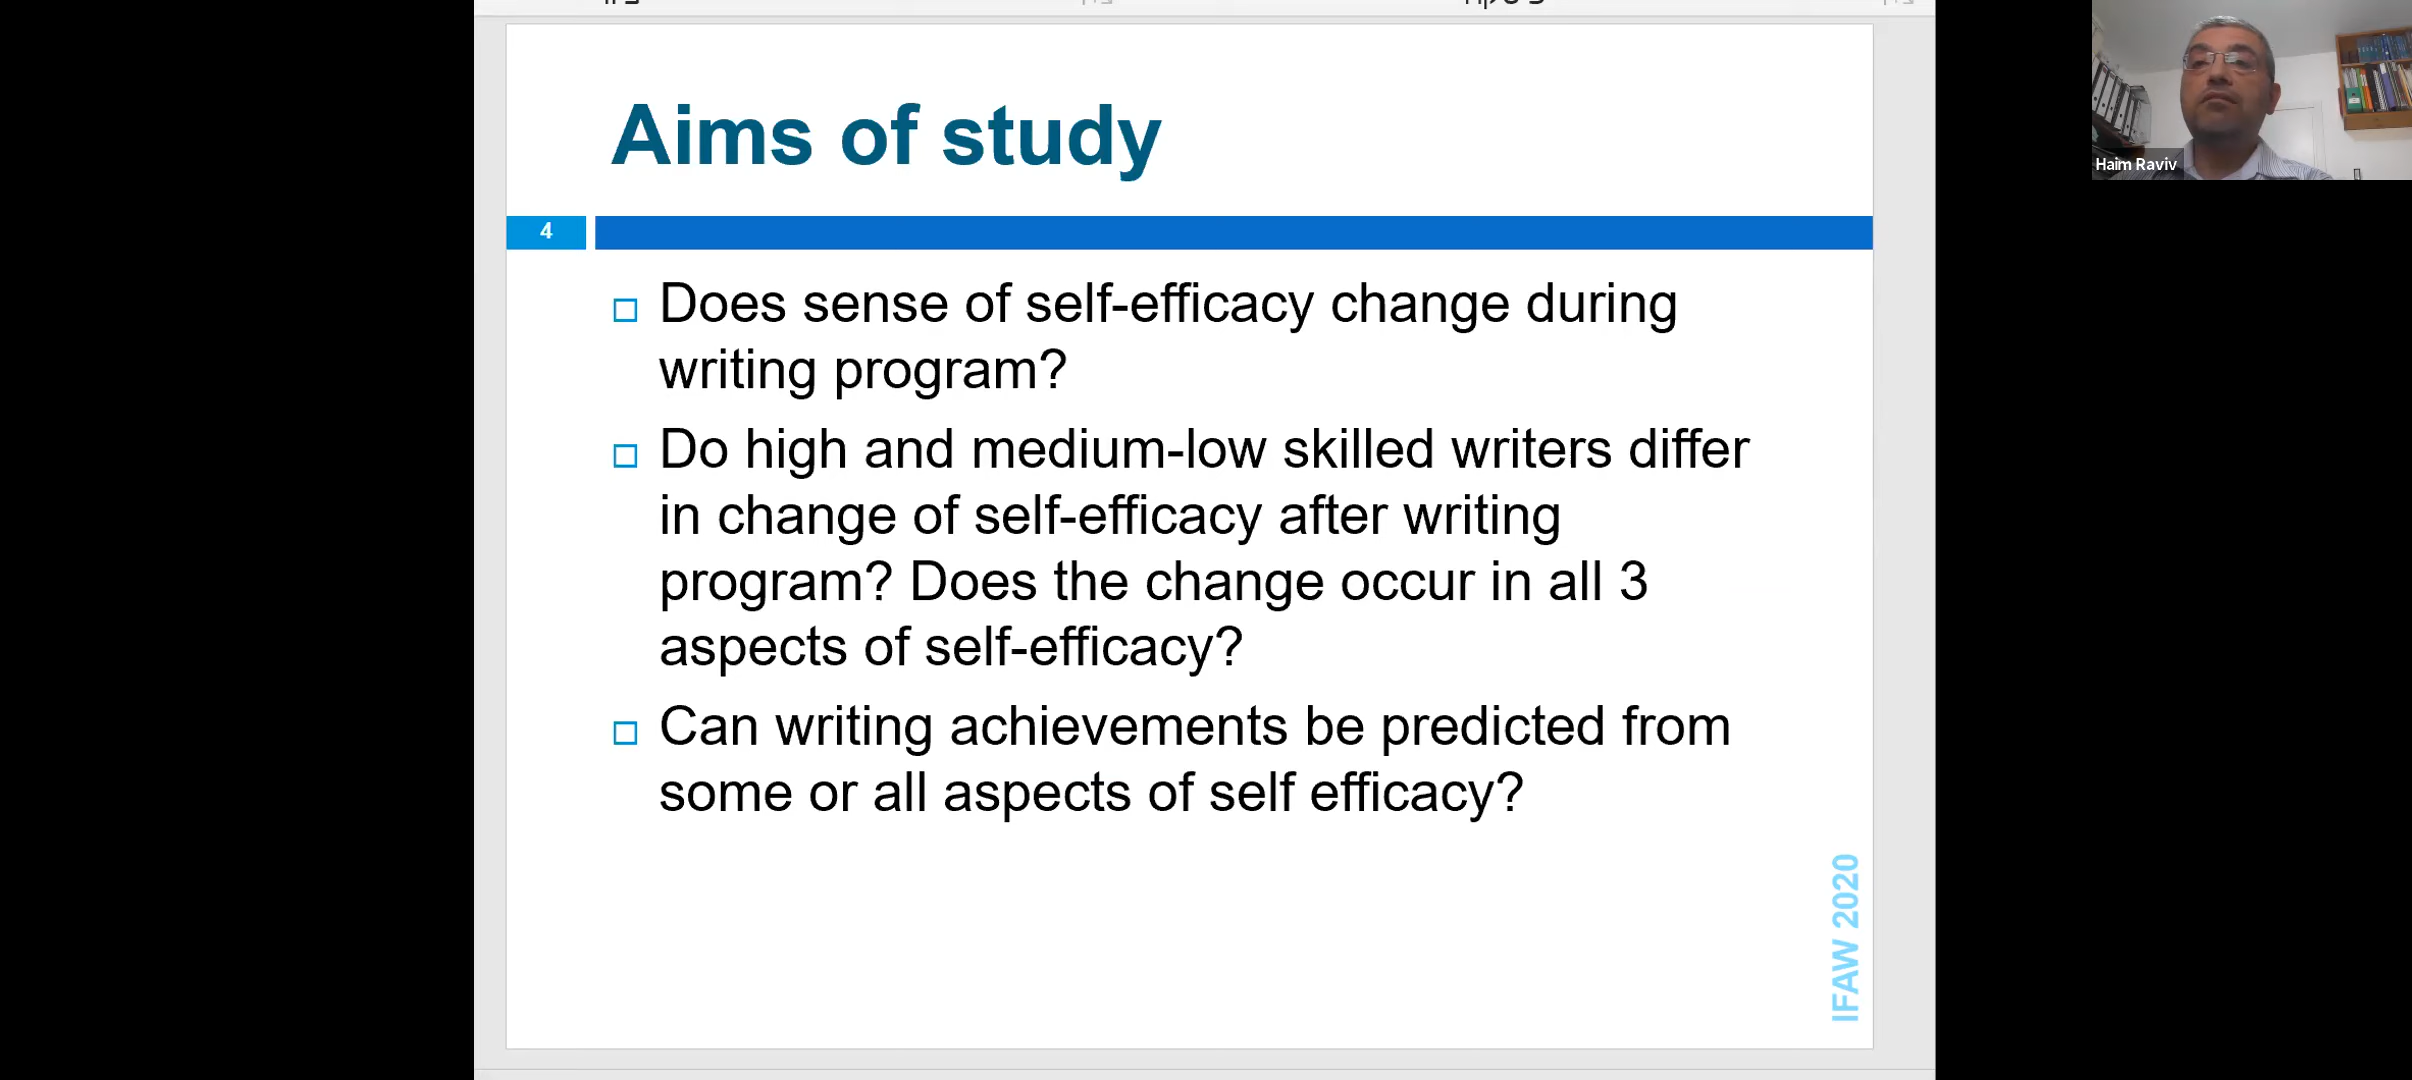 Aims of study
4
Does sense of self-efficacy change during
writing program?
Do high and medium-low skilled writers differ
in change of self-efficacy after writing
program? Does the change occur in all 3
aspects of self-efficacy?
Can writing achievements be predicted from
some or all aspects of self efficacy?
IFAW 2020
Haim Raviv